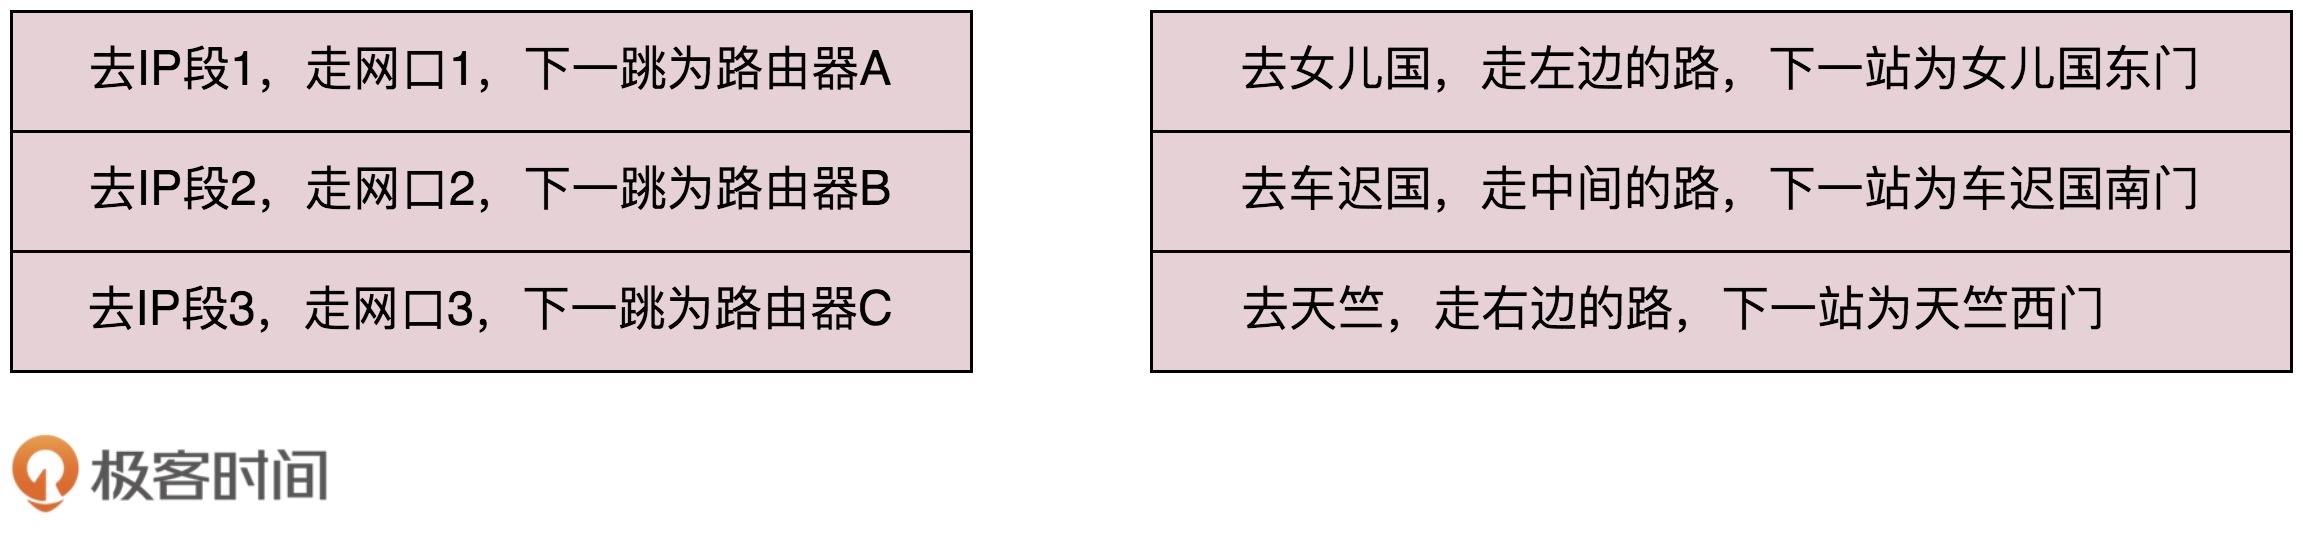 去IP段1，走网口1，下一跳为路由器A
去IP段2，走网口2，下一跳为路由器B
去IP段3，走网口3，下一跳为路由器C
去女儿国，走左边的路，下一站为女儿国东门
去车迟国，走中间的路，下一站为车迟国南门
去天竺，走右边的路，下一站为天竺西门
极客时间